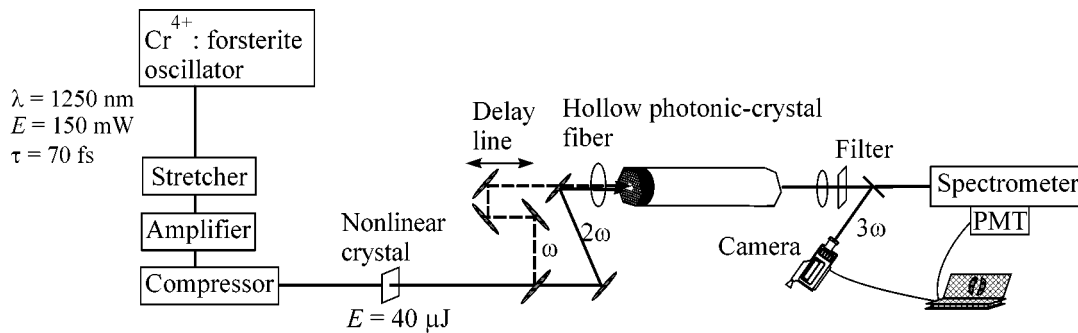 Cr⁴⁺: forsterite
oscillator
λ = 1250 nm
E = 150 mW
τ = 70 fs
Stretcher
Amplifier
Compressor
Nonlinear
crystal
E = 40 μJ
Delay
line
ω
2ω
Hollow photonic-crystal
fiber
Filter
3ω
Camera
Spectrometer
PMT